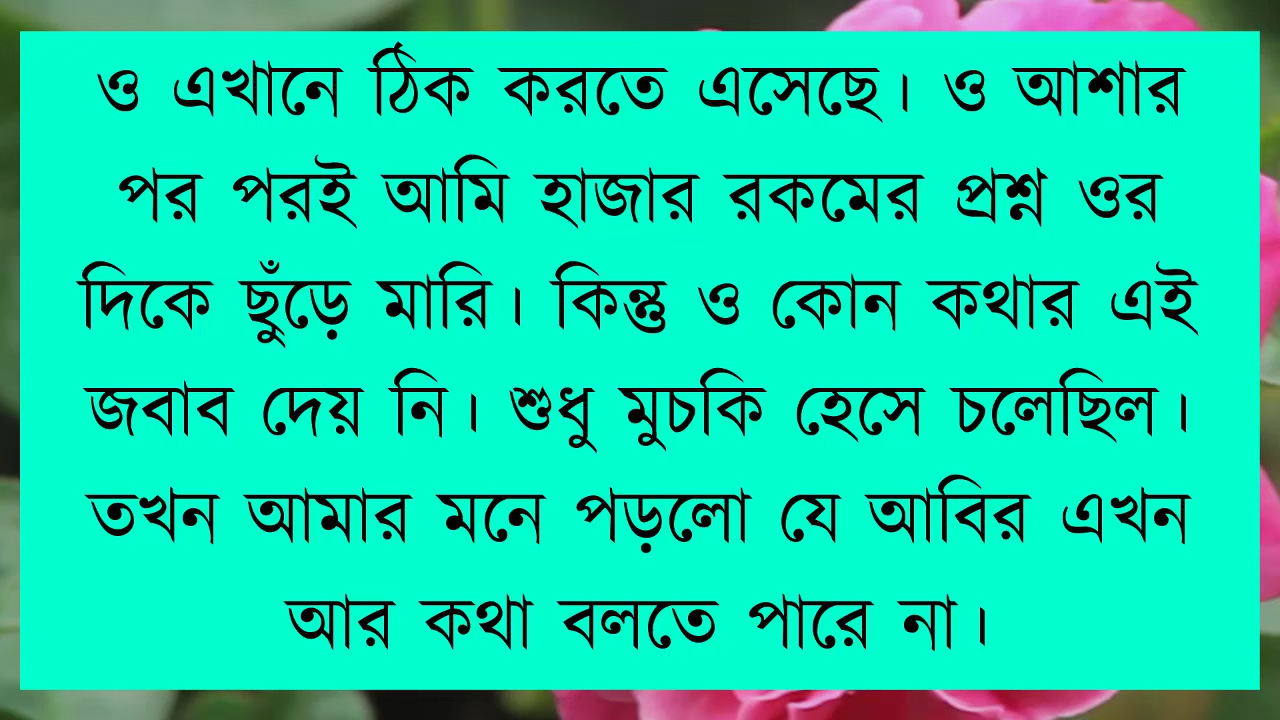 ও এখানে ঠিক করতে এসেছে। ও আশার
পর পরই আমি হাজার রকমের প্রশ্ন ওর
দিকে ছুঁড়ে মারি। কিন্তু ও কোন কথার এই
জবাব দেয় নি। শুধু মুচকি হেসে চলেছিল।
তখন আমার মনে পড়লো যে আবির এখন
আর কথা বলতে পারে না।